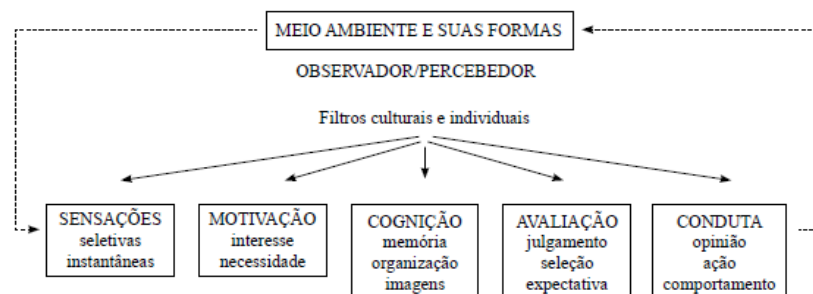 MEIO AMBIENTE E SUAS FORMAS
OBSERVADOR/PERCEBEDOR
Filtros culturais e individuais
SENSAÇÕES
seletivas
instantâneas
MOTIVAÇÃO
interesse
necessidade
COGNIÇÃO
memória
organização
imagens
AVALIAÇÃO
julgamento
seleção
expectativa
CONDUTA
opinião
ação
comportamento